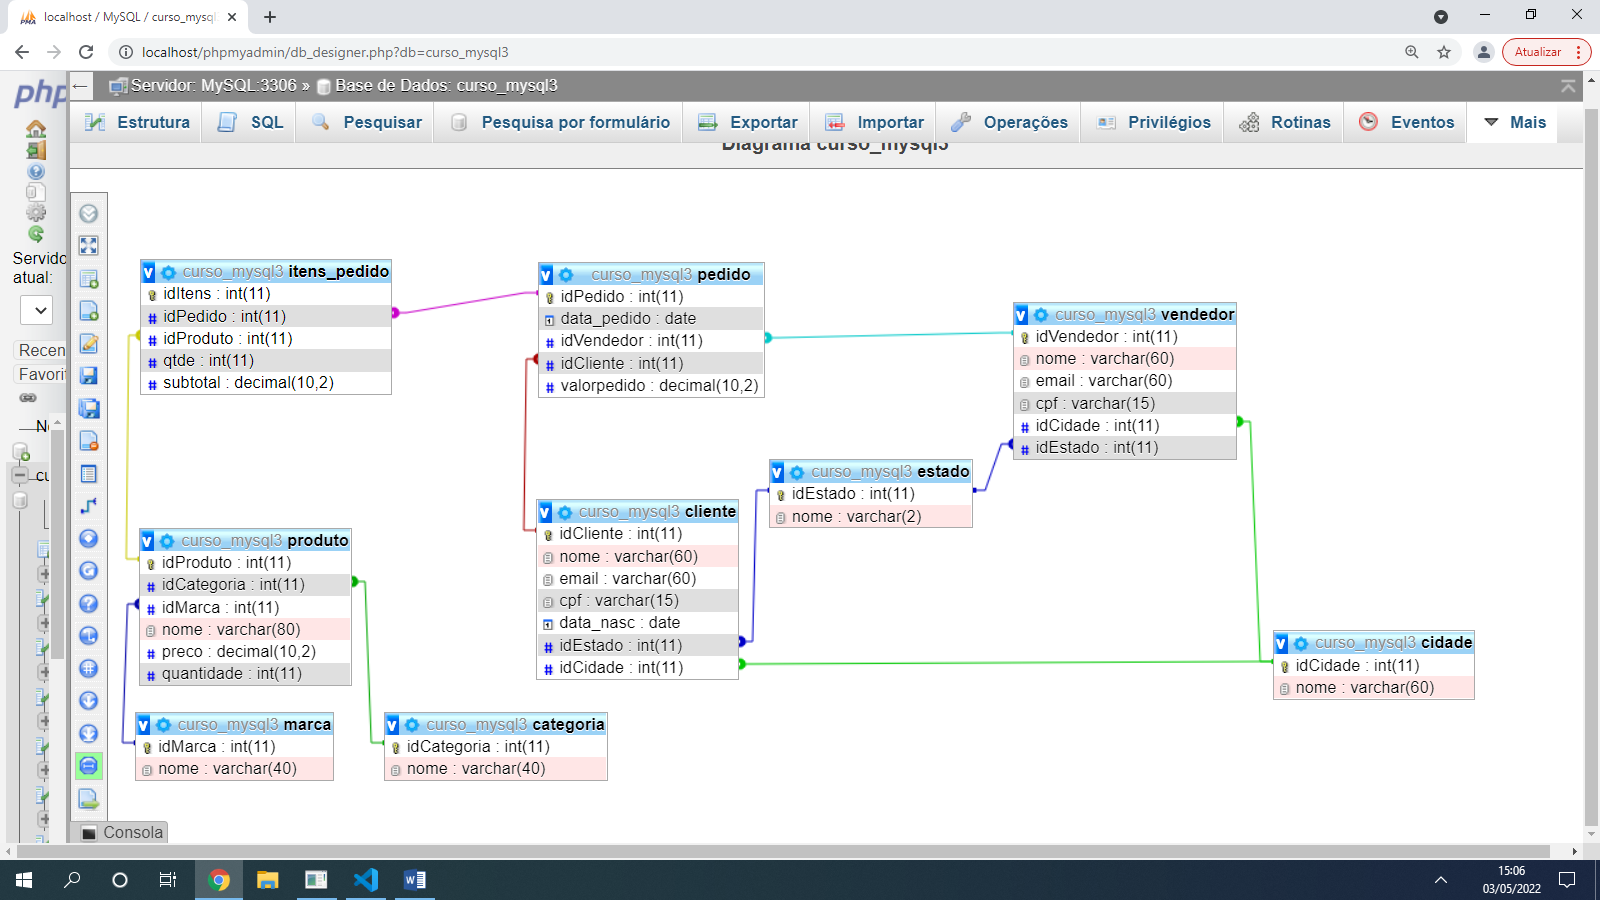 localhost / MySQL / curso_mysql
localhost/phpmyadmin/db_designer.php?db=curso_mysql3
Atualizar
php
Servidor: MySQL:3306 » Base de Dados: curso_mysql3
Estrutura SQL Pesquisar Pesquisa por formulário Exportar Importar Operações Privilégios Rotinas Eventos Mais
Diagrama curso_mysql3
Servido
atual:
Recen
Favorit
curso_mysql3 itens_pedido
idItens : int(11)
idPedido : int(11)
idProduto : int(11)
qtde : int(11)
subtotal : decimal(10,2)
curso_mysql3 pedido
idPedido : int(11)
data_pedido : date
idVendedor : int(11)
idCliente : int(11)
valorpedido : decimal(10,2)
curso_mysql3 vendedor
idVendedor : int(11)
nome : varchar(60)
email : varchar(60)
cpf : varchar(15)
idCidade : int(11)
idEstado : int(11)
curso_mysql3 estado
idEstado : int(11)
nome : varchar(2)
curso_mysql3 cliente
idCliente : int(11)
nome : varchar(60)
email : varchar(60)
cpf : varchar(15)
data_nasc : date
idEstado : int(11)
idCidade : int(11)
curso_mysql3 produto
idProduto : int(11)
idCategoria : int(11)
idMarca : int(11)
nome : varchar(80)
preco : decimal(10,2)
quantidade : int(11)
curso_mysql3 cidade
idCidade : int(11)
nome : varchar(60)
curso_mysql3 marca
idMarca : int(11)
nome : varchar(40)
curso_mysql3 categoria
idCategoria : int(11)
nome : varchar(40)
Consola
15:06
03/05/2022